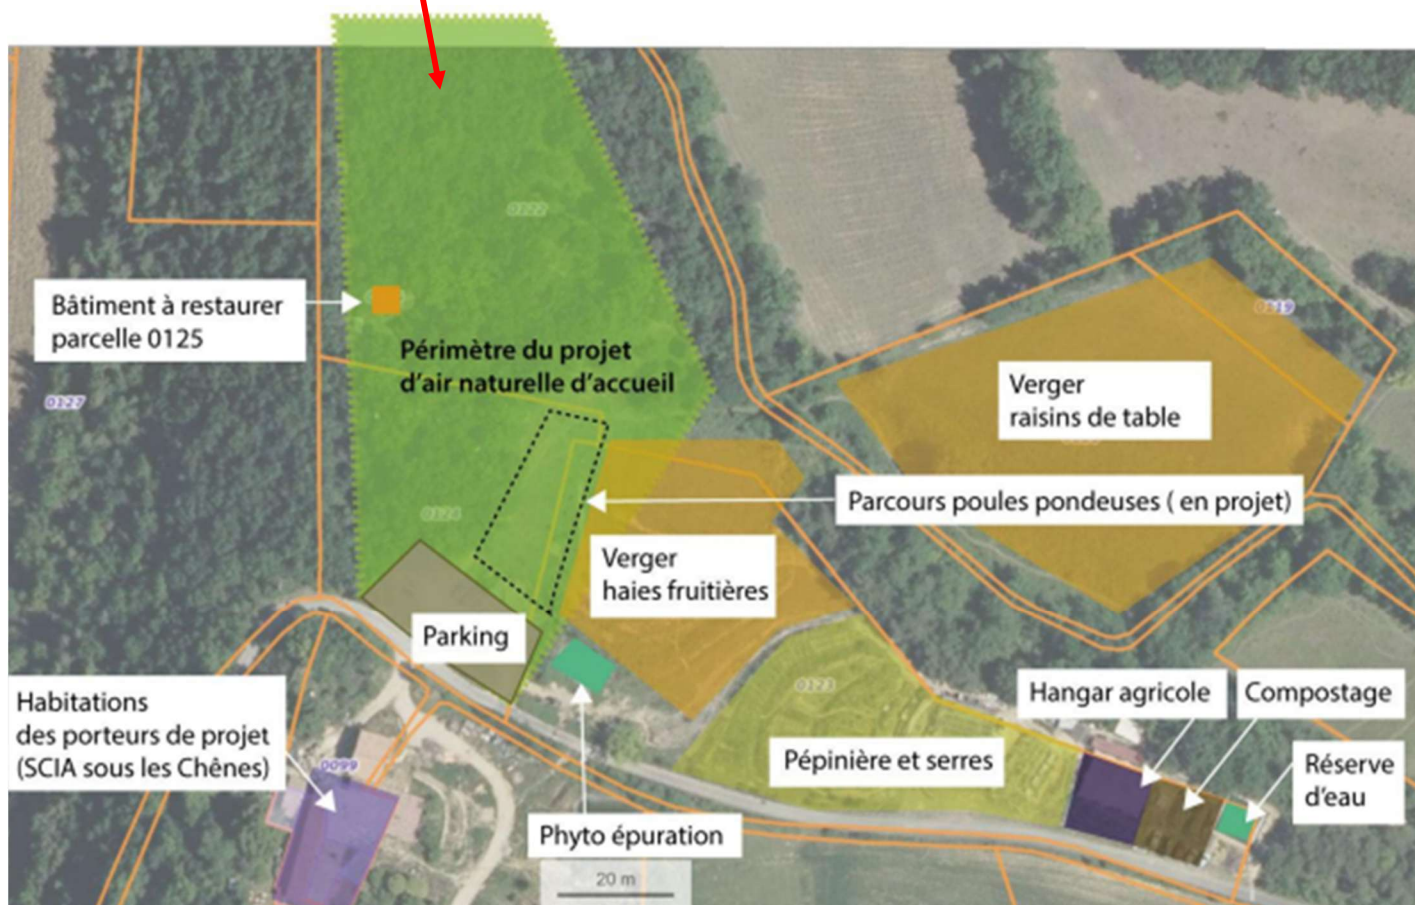 0122
Bâtiment à restaurer
parcelle 0125
0119
Périmètre du projet
d'air naturelle d'accueil
Verger
raisins de table
0127
Parcours poules pondeuses ( en projet)
0124
Verger
haies fruitières
Parking
Habitations
des porteurs de projet
(SCIA sous les Chênes)
0099
0123
Hangar agricole
Compostage
Pépinière et serres
Réserve
d'eau
Phyto épuration
20 m